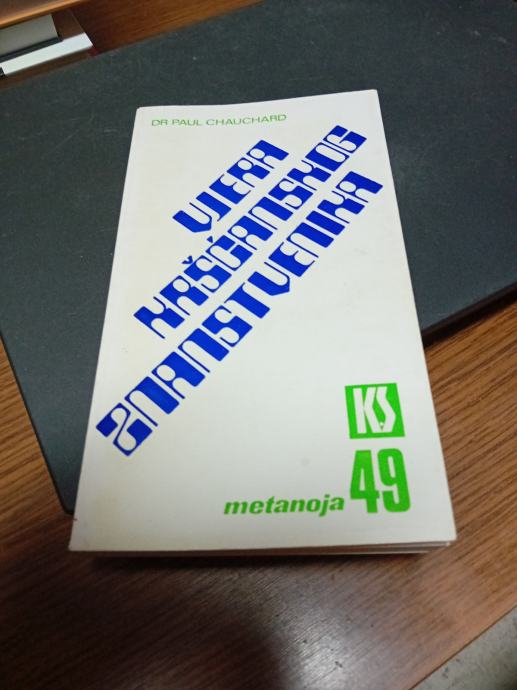 DR PAUL CHAUCHARD
VJERA
KRŠĆANSKOG
ZNANSTVENIKA
KS
metanoja 49